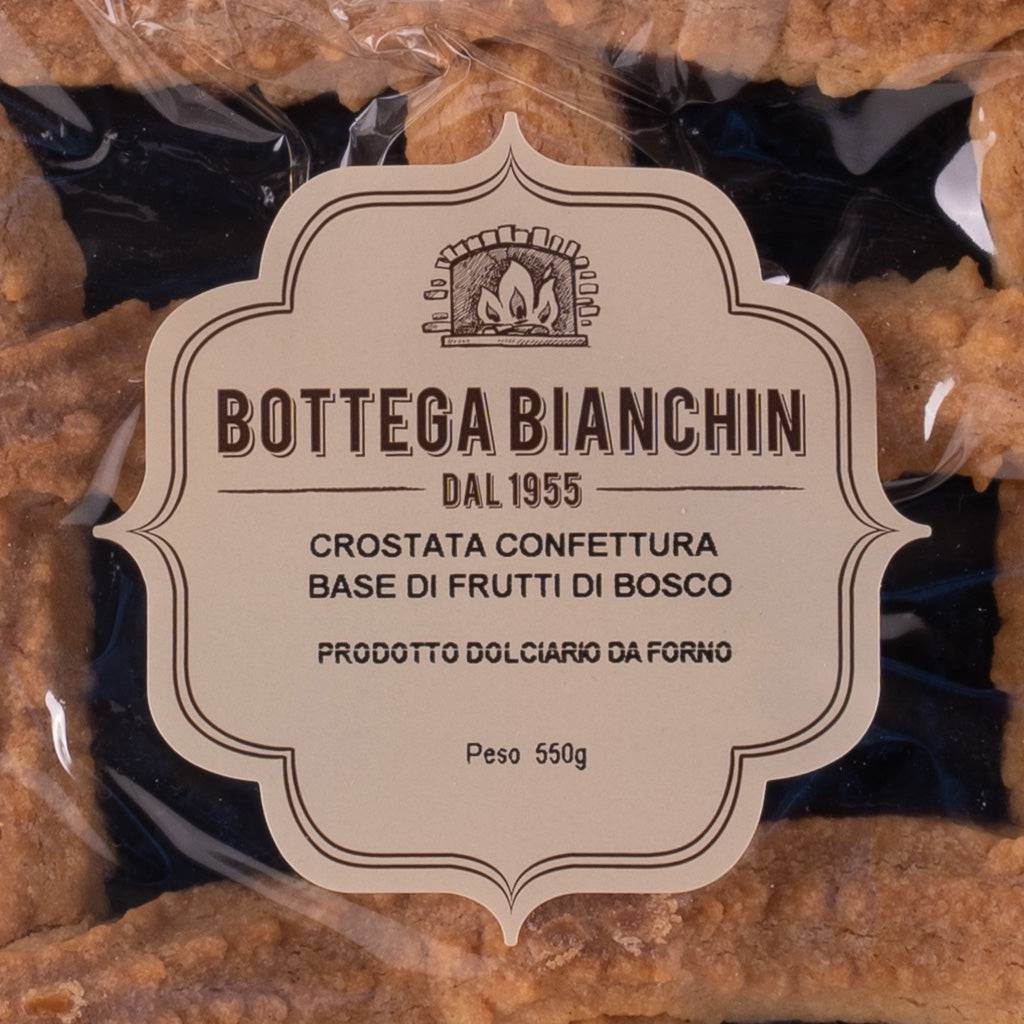 BOTTEGA BIANCHIN
DAL 1955
CROSTATA CONFETTURA
BASE DI FRUTTI DI BOSCO
PRODOTTO DOLCIARIO DA FORNO
Peso 550g